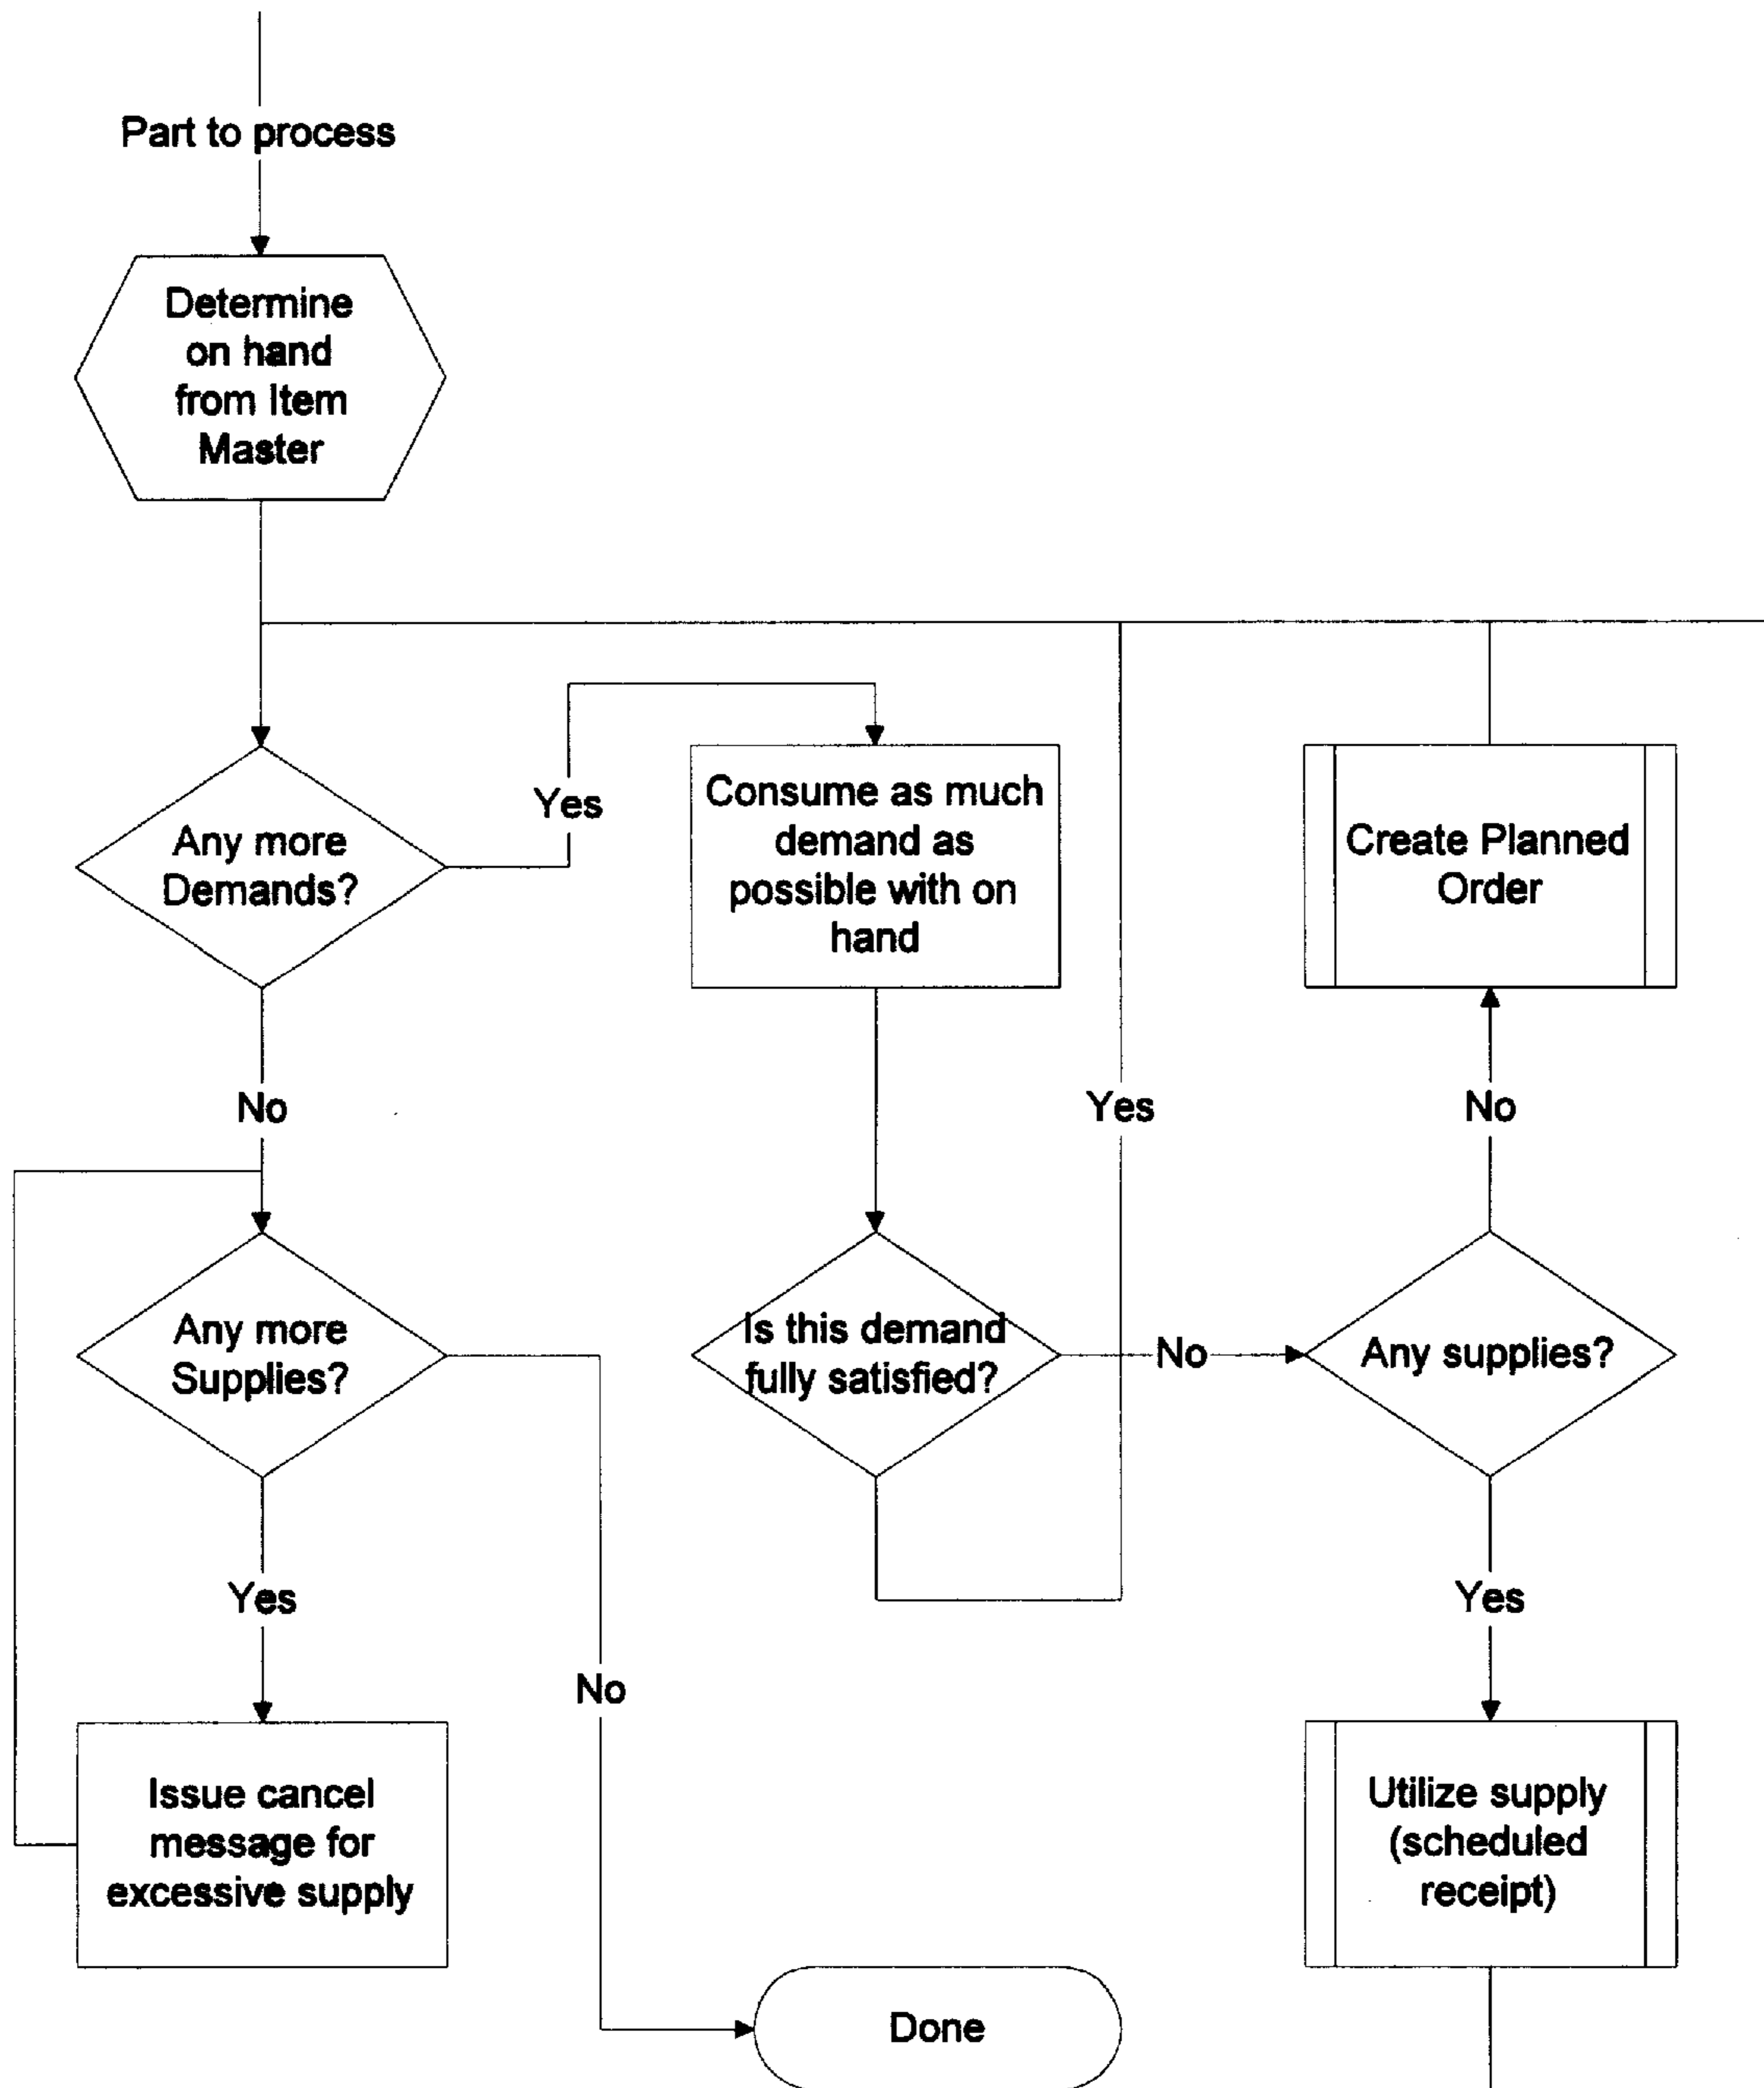 Part to process
Determine
on hand
from Item
Master
Any more
Demands?
Yes
Consume as much
demand as
possible with on
hand
Create Planned
Order
No
Yes
No
Any more
Supplies?
Is this demand
fully satisfied?
No
Any supplies?
Yes
Yes
No
Issue cancel
message for
excessive supply
Utilize supply
(scheduled
receipt)
Done